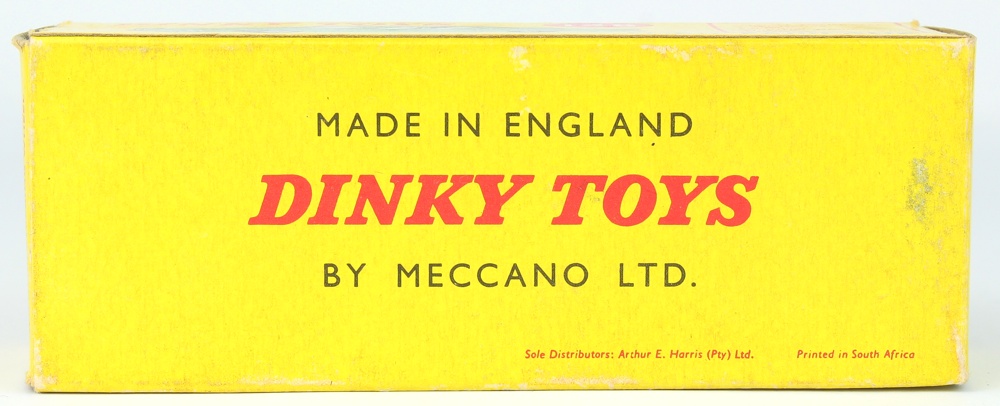 MADE IN ENGLAND
DINKY TOYS
BY MECCANO LTD.
Sole Distributors: Arthur E. Harris (Pty) Ltd. Printed in South Africa